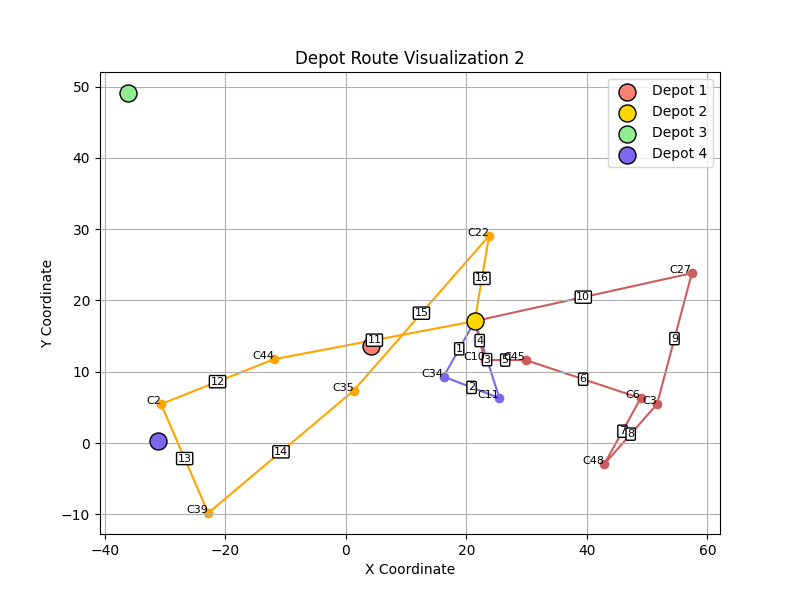 Depot Route Visualization 2
Depot 1
Depot 2
Depot 3
Depot 4
50
40
30
20
10
0
−10
Y Coordinate
C22
16
C27
10
15
11
1
4
9
C44
C10
3
5
C45
12
C34
2
6
C35
C11
C6
C3
C2
7
8
13
14
C48
C39
−40
−20
0
20
40
60
X Coordinate